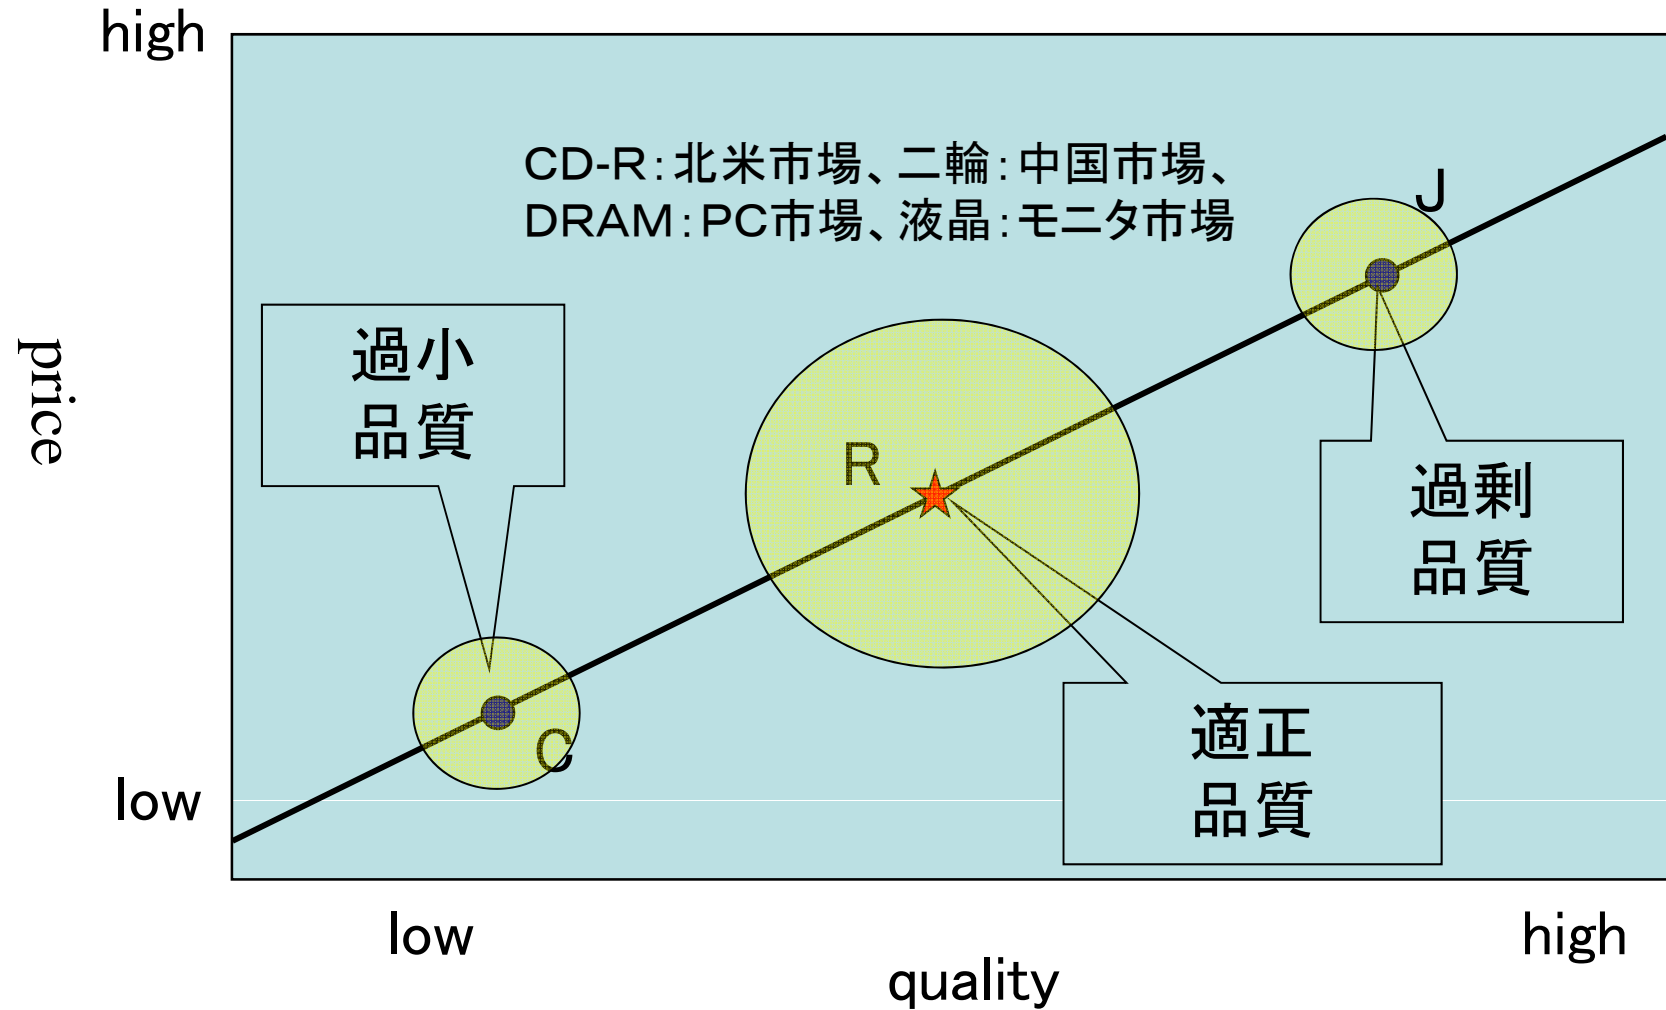 high
CD-R：北米市場、二輪：中国市場、
DRAM：PC市場、液晶：モニタ市場
J
過小
品質
price
R
過剰
品質
C
適正
品質
low
low
high
quality